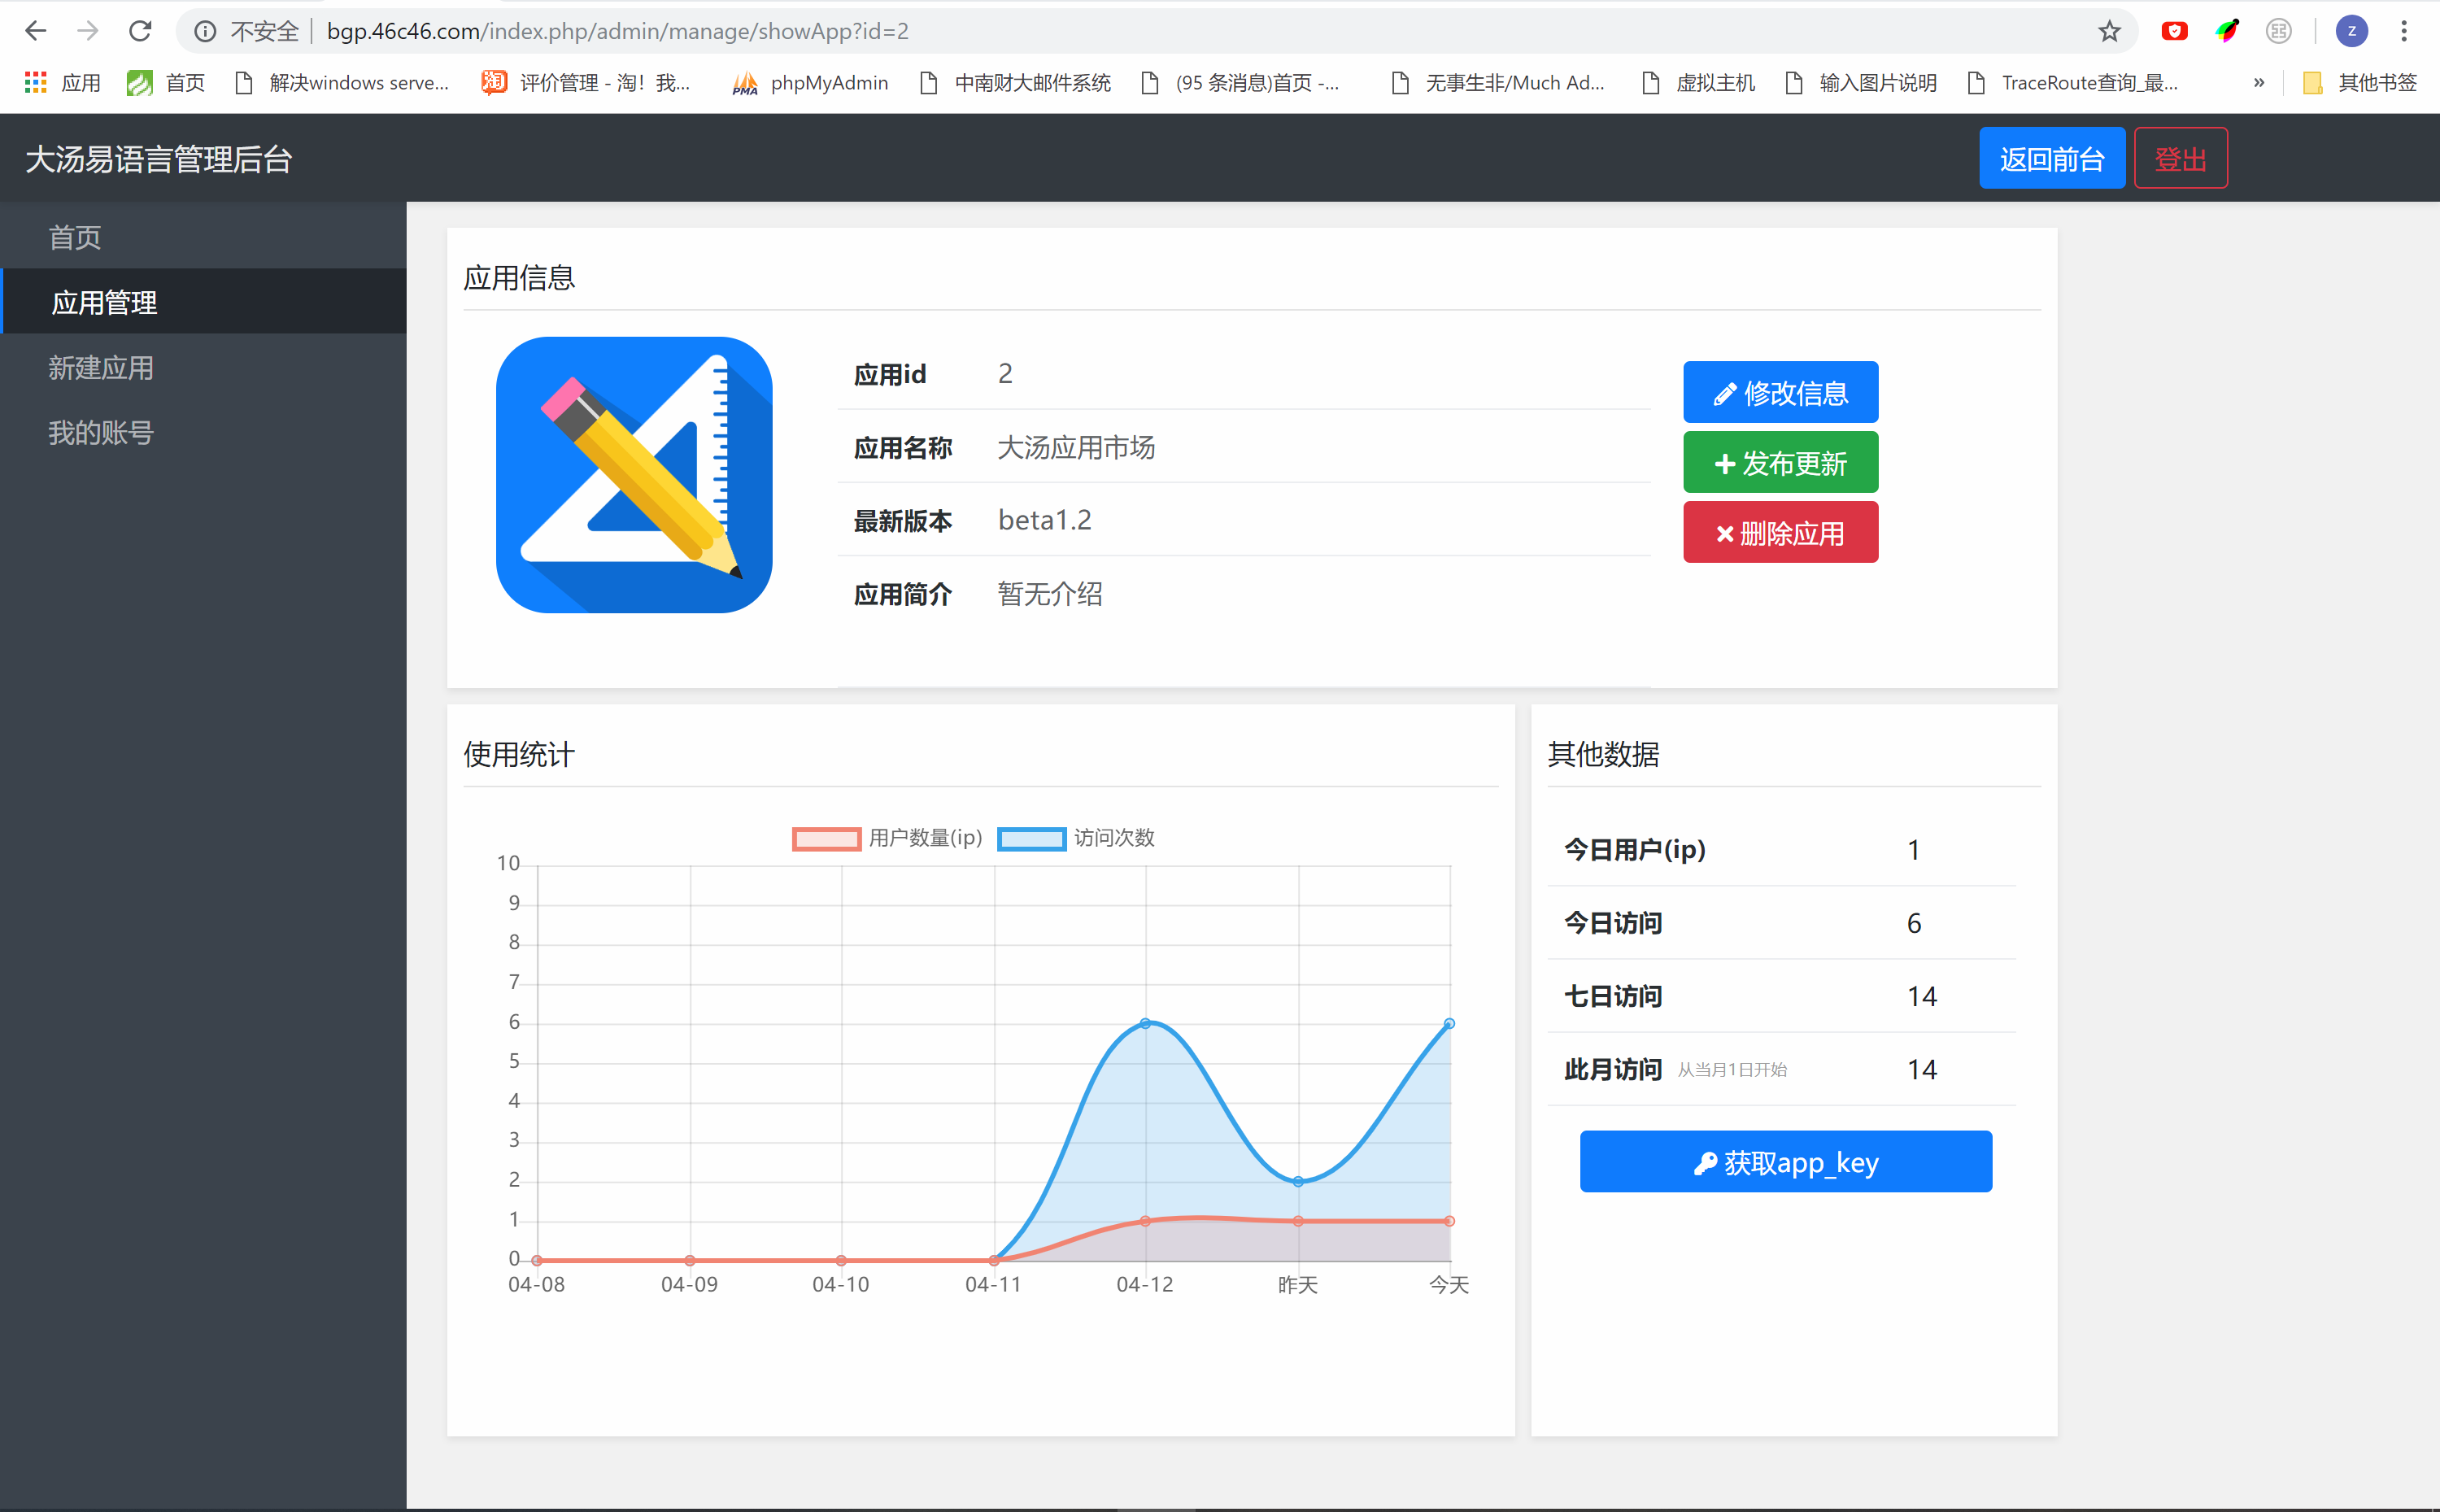 不安全 bgp.46c46.com/index.php/admin/manage/showApp?id=2
z
应用 首页 解决windows serve... 评价管理 - 淘！我... phpMyAdmin 中南财大邮件系统 (95 条消息)首页 -... 无事生非/Much Ad... 虚拟主机 输入图片说明 TraceRoute查询_最... » 其他书签
大汤易语言管理后台 返回前台 登出
首页
应用管理
新建应用
我的账号
应用信息
应用id 2
应用名称 大汤应用市场
最新版本 beta1.2
应用简介 暂无介绍
修改信息
发布更新
删除应用
使用统计
用户数量(ip) 访问次数
10
9
8
7
6
5
4
3
2
1
0
04-08 04-09 04-10 04-11 04-12 昨天 今天
其他数据
今日用户(ip) 1
今日访问 6
七日访问 14
此月访问 从当月1日开始 14
获取app_key